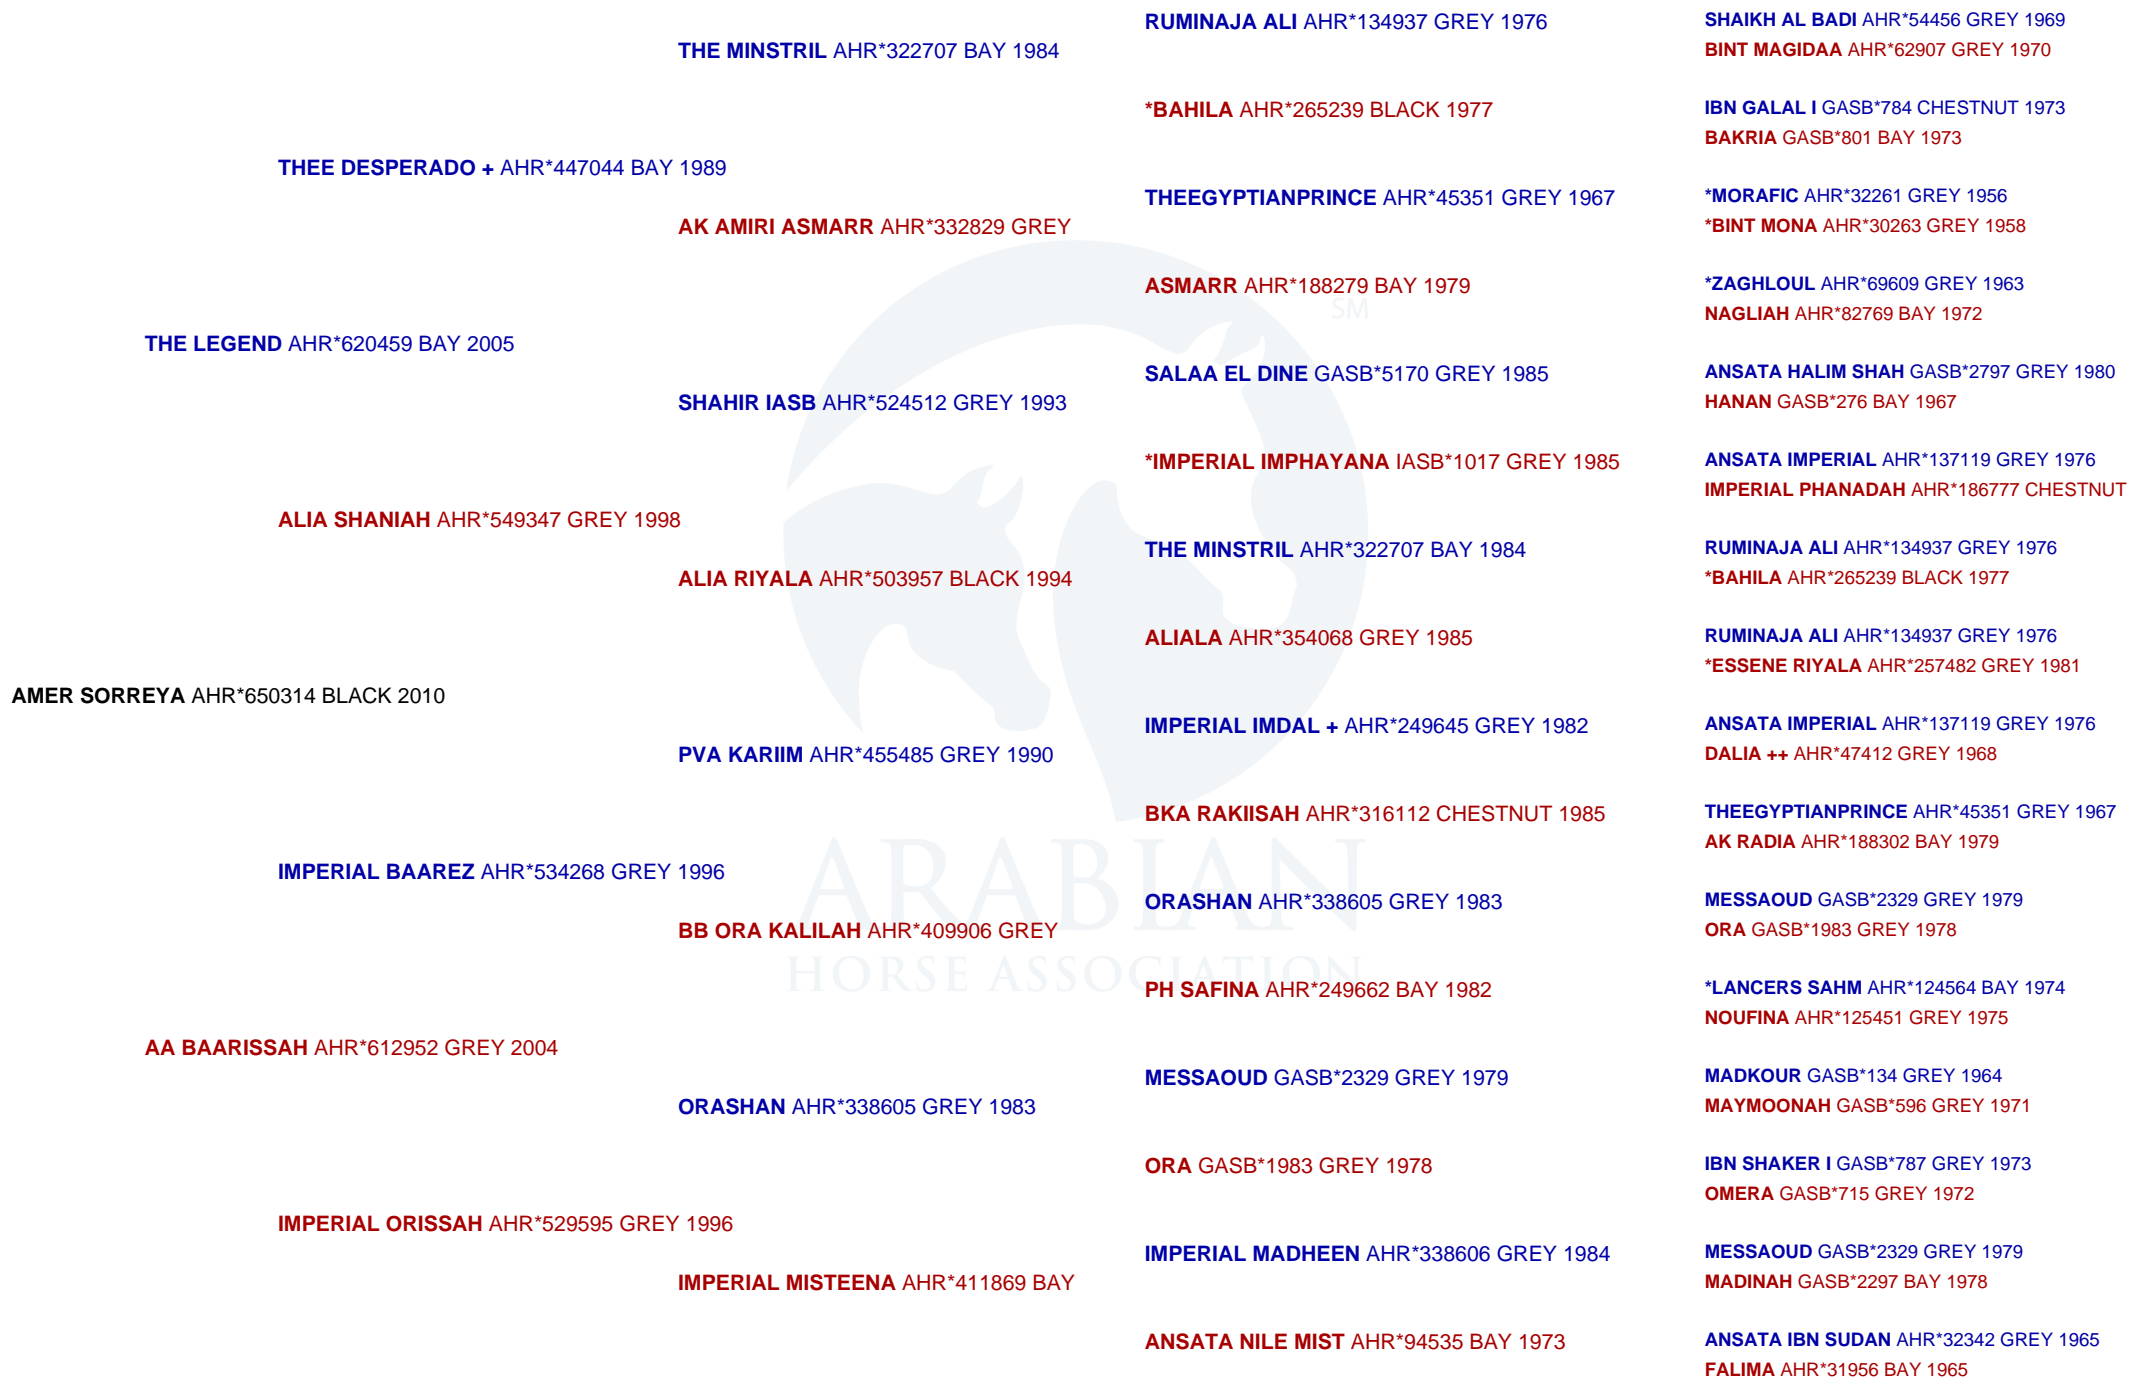 RUMINAJA ALI AHR*134937 GREY 1976
SHAIKH AL BADI AHR*54456 GREY 1969
THE MINSTRIL AHR*322707 BAY 1984
BINT MAGIDAA AHR*62907 GREY 1970
*BAHILA AHR*265239 BLACK 1977
IBN GALAL I GASB*784 CHESTNUT 1973
BAKRIA GASB*801 BAY 1973
THEE DESPERADO + AHR*447044 BAY 1989
THEEGYPTIANPRINCE AHR*45351 GREY 1967
*MORAFIC AHR*32261 GREY 1956
AK AMIRI ASMARR AHR*332829 GREY
*BINT MONA AHR*30263 GREY 1958
ASMARR AHR*188279 BAY 1979
*ZAGHLOUL AHR*69609 GREY 1963
NAGLIAH AHR*82769 BAY 1972
SM
THE LEGEND AHR*620459 BAY 2005
SALAA EL DINE GASB*5170 GREY 1985
ANSATA HALIM SHAH GASB*2797 GREY 1980
SHAHIR IASB AHR*524512 GREY 1993
HANAN GASB*276 BAY 1967
*IMPERIAL IMPHAYANA IASB*1017 GREY 1985
ANSATA IMPERIAL AHR*137119 GREY 1976
IMPERIAL PHANADAH AHR*186777 CHESTNUT
ALIA SHANIAH AHR*549347 GREY 1998
THE MINSTRIL AHR*322707 BAY 1984
RUMINAJA ALI AHR*134937 GREY 1976
ALIA RIYALA AHR*503957 BLACK 1994
*BAHILA AHR*265239 BLACK 1977
ALIALA AHR*354068 GREY 1985
RUMINAJA ALI AHR*134937 GREY 1976
*ESSENE RIYALA AHR*257482 GREY 1981
AMER SORREYA AHR*650314 BLACK 2010
IMPERIAL IMDAL + AHR*249645 GREY 1982
ANSATA IMPERIAL AHR*137119 GREY 1976
PVA KARIIM AHR*455485 GREY 1990
DALIA ++ AHR*47412 GREY 1968
BKA RAKIISAH AHR*316112 CHESTNUT 1985
THEEGYPTIANPRINCE AHR*45351 GREY 1967
AK RADIA AHR*188302 BAY 1979
IMPERIAL BAAREZ AHR*534268 GREY 1996
ARABIAN
ORASHAN AHR*338605 GREY 1983
MESSAOUD GASB*2329 GREY 1979
BB ORA KALILAH AHR*409906 GREY
ORA GASB*1983 GREY 1978
HORSE ASSOCIATION
PH SAFINA AHR*249662 BAY 1982
*LANCERS SAHM AHR*124564 BAY 1974
NOUFINA AHR*125451 GREY 1975
AA BAARISSAH AHR*612952 GREY 2004
MESSAOUD GASB*2329 GREY 1979
MADKOUR GASB*134 GREY 1964
ORASHAN AHR*338605 GREY 1983
MAYMOONAH GASB*596 GREY 1971
ORA GASB*1983 GREY 1978
IBN SHAKER I GASB*787 GREY 1973
OMERA GASB*715 GREY 1972
IMPERIAL ORISSAH AHR*529595 GREY 1996
IMPERIAL MADHEEN AHR*338606 GREY 1984
MESSAOUD GASB*2329 GREY 1979
IMPERIAL MISTEENA AHR*411869 BAY
MADINAH GASB*2297 BAY 1978
ANSATA NILE MIST AHR*94535 BAY 1973
ANSATA IBN SUDAN AHR*32342 GREY 1965
FALIMA AHR*31956 BAY 1965